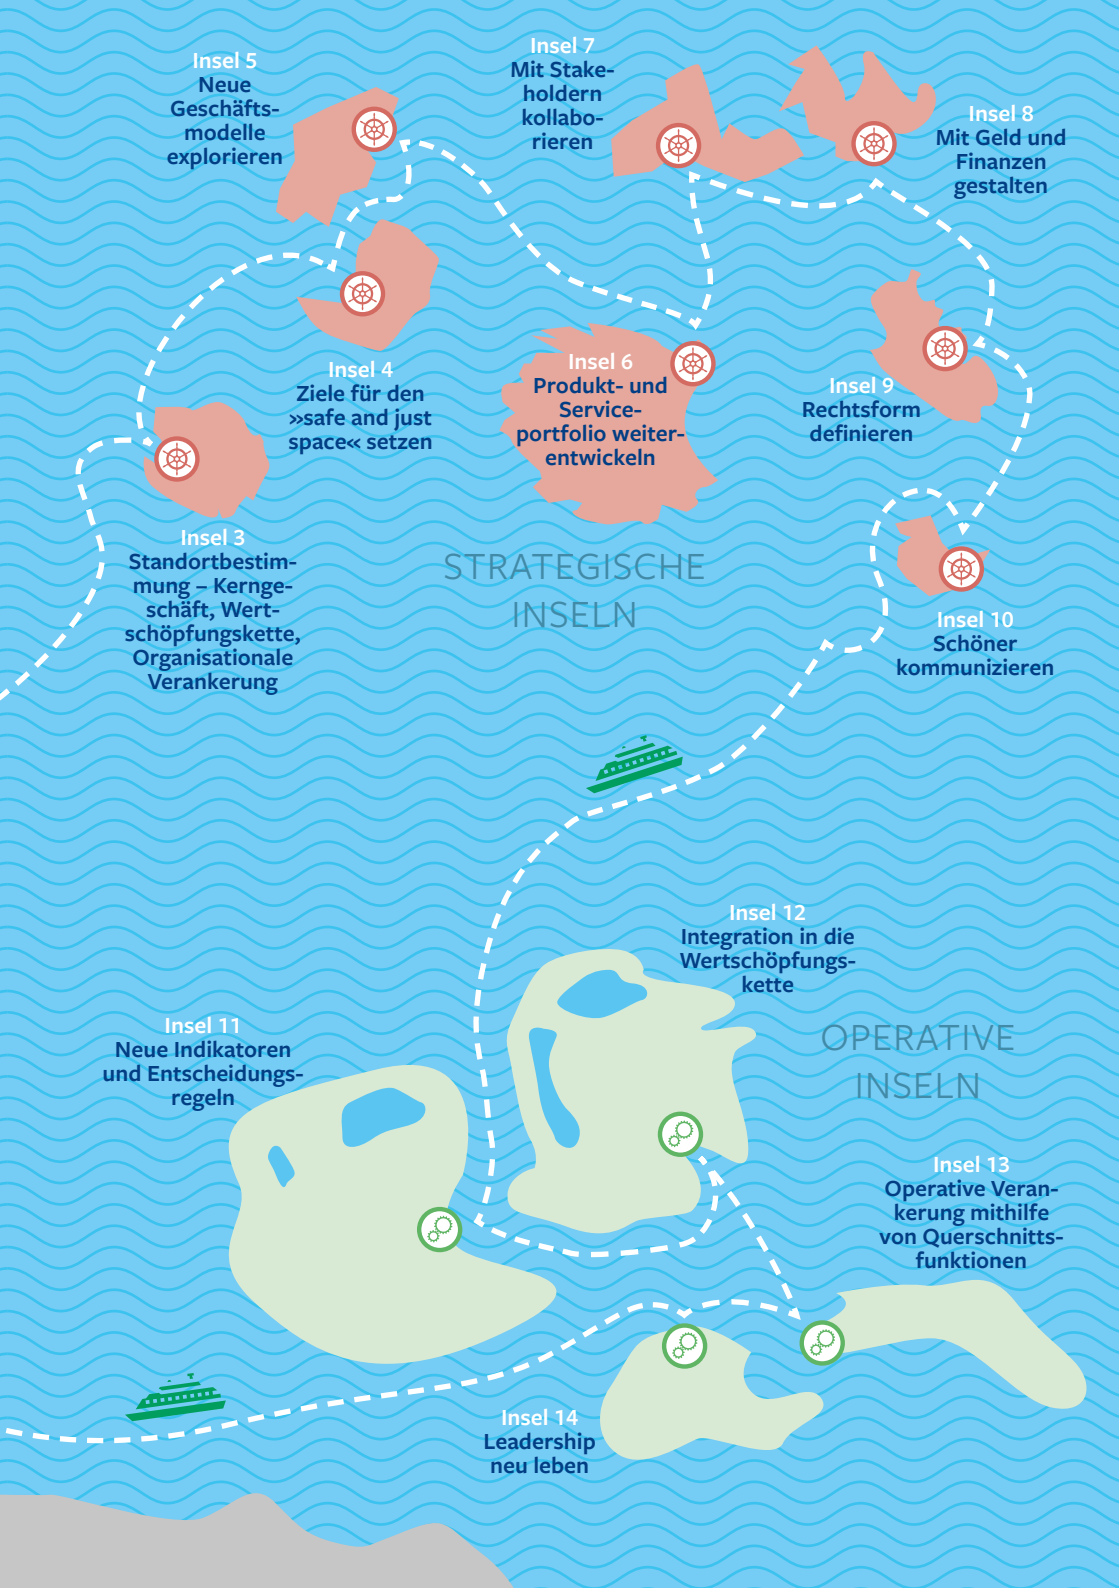 Insel 5
Neue
Geschäfts-
modelle
explorieren
Insel 7
Mit Stake-
holdern
kollabo-
rieren
Insel 8
Mit Geld und
Finanzen
gestalten
Insel 4
Ziele für den
»safe and just
space« setzen
Insel 6
Produkt- und
Service-
portfolio weiter-
entwickeln
Insel 9
Rechtsform
definieren
Insel 3
Standortbestim-
mung – Kernge-
schäft, Wert-
schöpfungskette,
Organisationale
Verankerung
STRATEGISCHE
INSELN
Insel 10
Schöner
kommunizieren
Insel 12
Integration in die
Wertschöpfungs-
kette
Insel 11
Neue Indikatoren
und Entscheidungs-
regeln
OPERATIVE
INSELN
Insel 13
Operative Veran-
kerung mithilfe
von Querschnitts-
funktionen
Insel 14
Leadership
neu leben